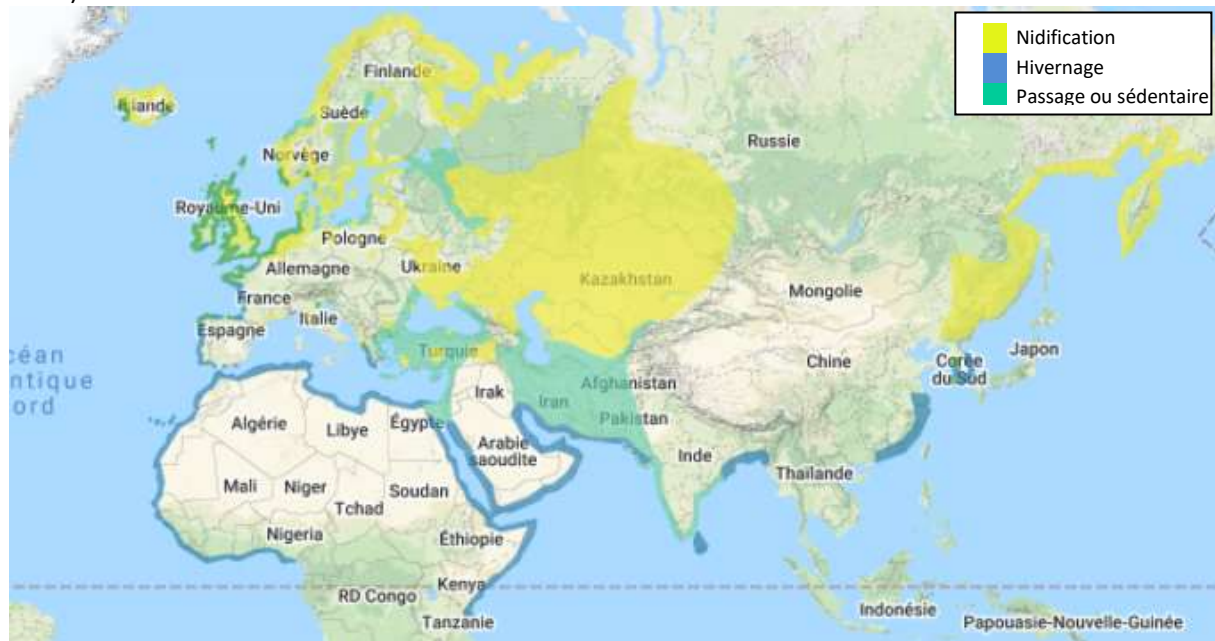 Nidification
Hivernage
Passage ou sédentaire
Finlande
Islande
Suède
Russie
Norvège
Royaume-Uni
Pologne
Allemagne
Ukraine
Kazakhstan
Mongolie
France
Italie
Espagne
Turquie
Chine
Corée
du Sud
Japon
céan
ntique
ord
Irak
Afghanistan
Iran
Pakistan
Algérie
Libye
Égypte
Arabie
saoudite
Inde
Thaïlande
Mali
Niger
Tchad
Soudan
Nigeria
Éthiopie
Kenya
RD Congo
Tanzanie
Indonésie
Papouasie-Nouvelle-Guinée